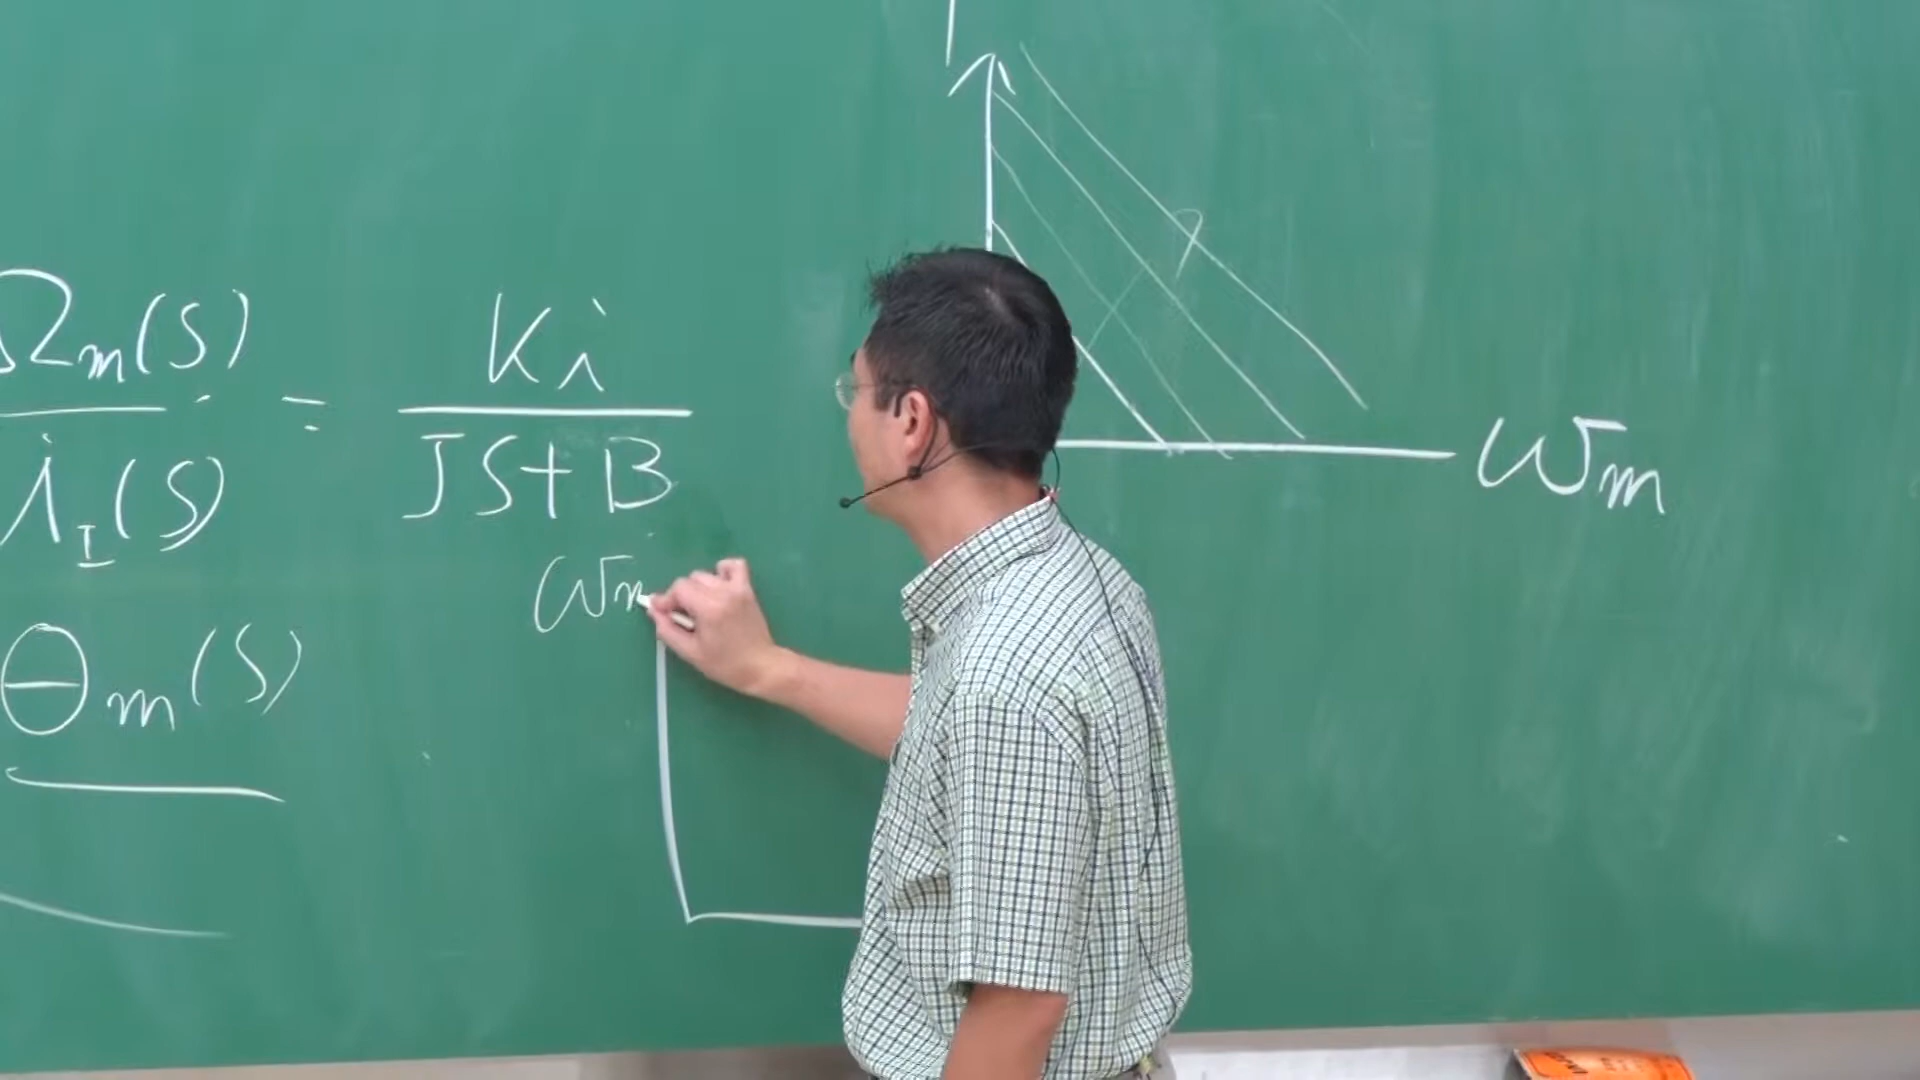 Ωm(s) / iI(s) = Ki / JS+B
ωm
Θm(s)
ωm